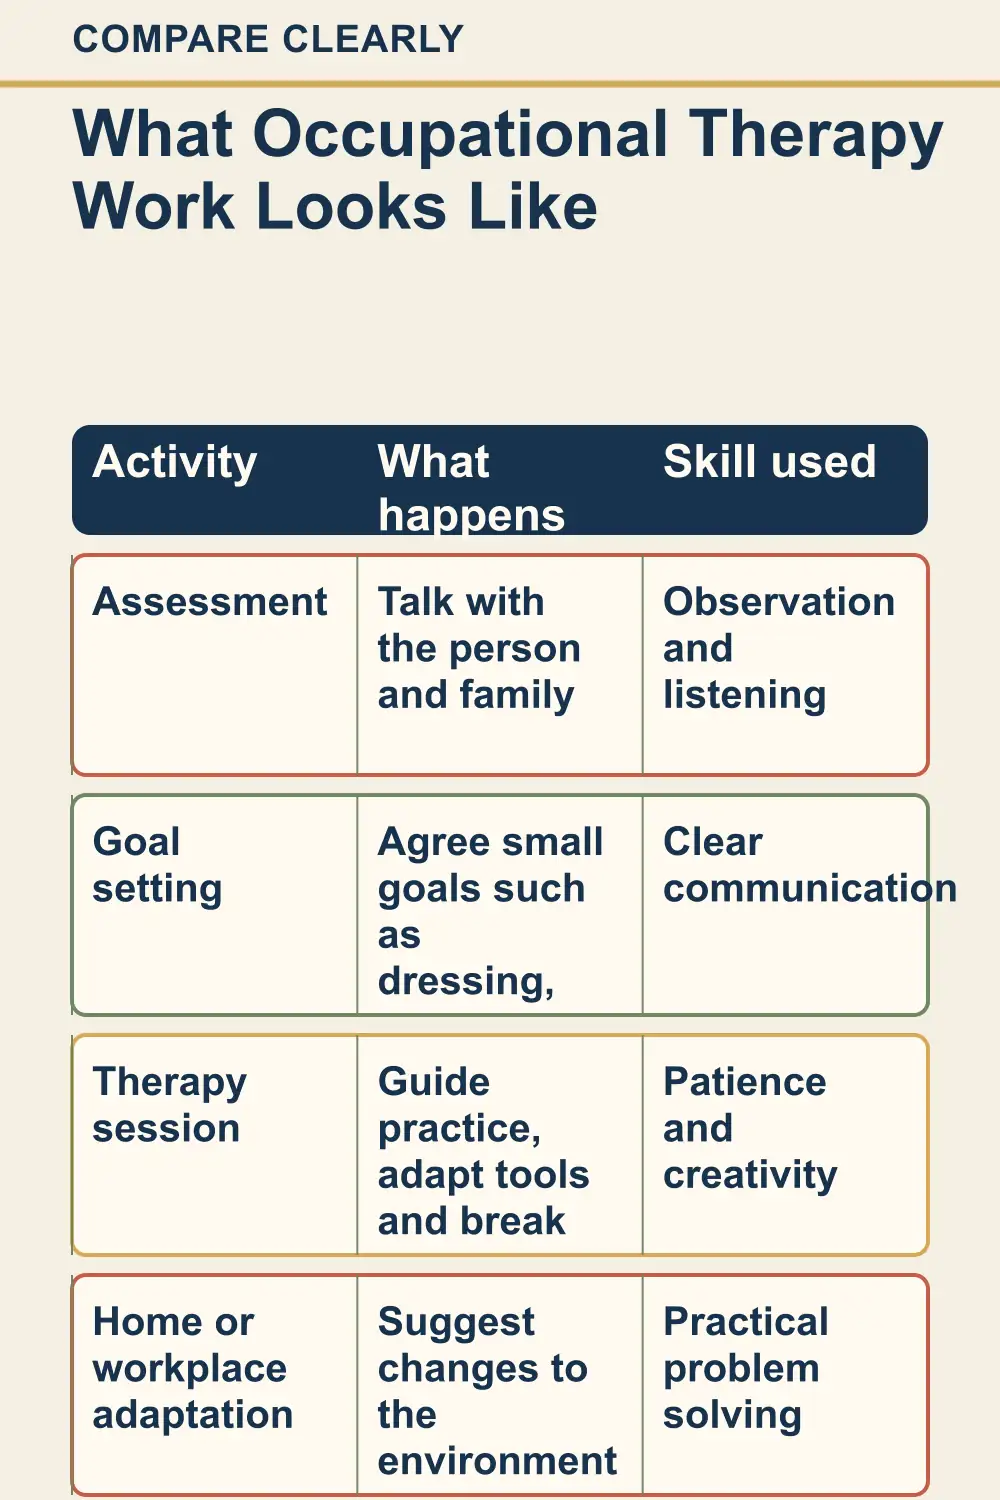 COMPARE CLEARLY
What Occupational Therapy
Work Looks Like
Activity
What
happens
Skill used
Assessment
Talk with
the person
and family
Observation
and
listening
Goal
setting
Agree small
goals such
as
dressing,
Clear
communication
Therapy
session
Guide
practice,
adapt tools
and break
Patience
and
creativity
Home or
workplace
adaptation
Suggest
changes to
the
environment
Practical
problem
solving